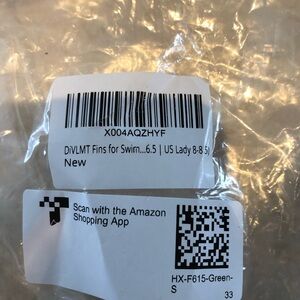 X004AQZHYF
DiVLMT Fins for Swim...6.5 | US Lady 8-8.5)
New
Scan with the Amazon
Shopping App
HX-F615-Green-
S
33